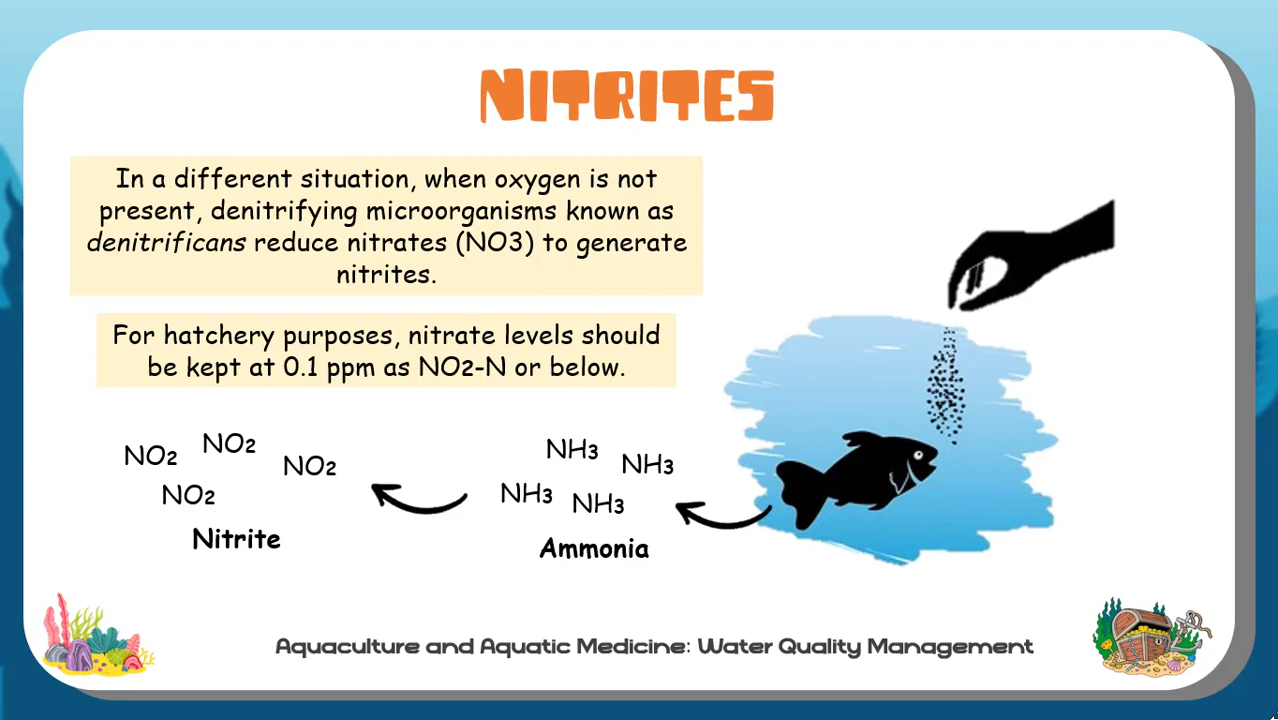 NITRITES
In a different situation, when oxygen is not
present, denitrifying microorganisms known as
denitrificans reduce nitrates (NO3) to generate
nitrites.
For hatchery purposes, nitrate levels should
be kept at 0.1 ppm as NO2-N or below.
NO2 NO2 NO2
NO2
Nitrite
NH3 NH3
NH3 NH3
Ammonia
Aquaculture and Aquatic Medicine: Water Quality Management